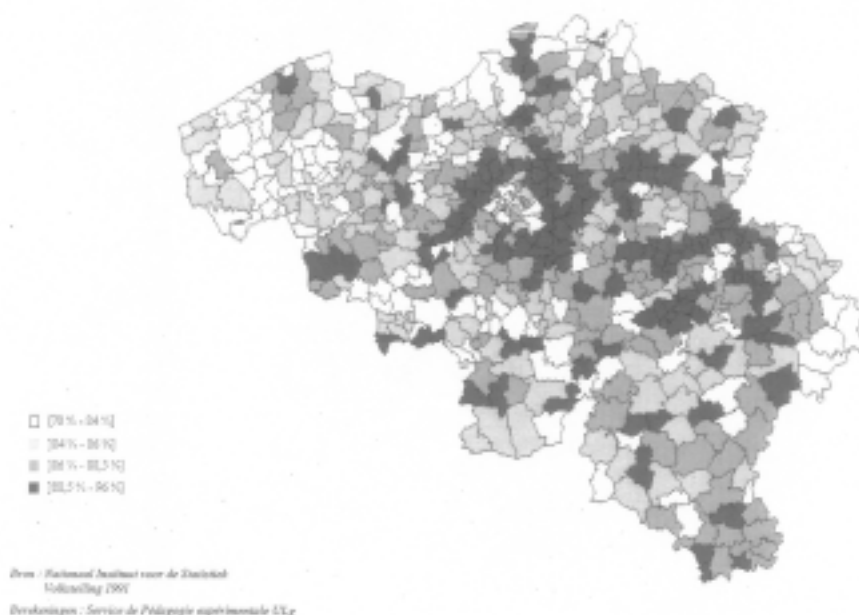 [78 % - 84 %]
[84 % - 86 %]
[86 % - 88,5 %]
[88,5 % - 96 %]
Bron : Nationaal Instituut voor de Statistiek
Volkstelling 1991
Berekeningen : Service de Pédagogie expérimentale ULg